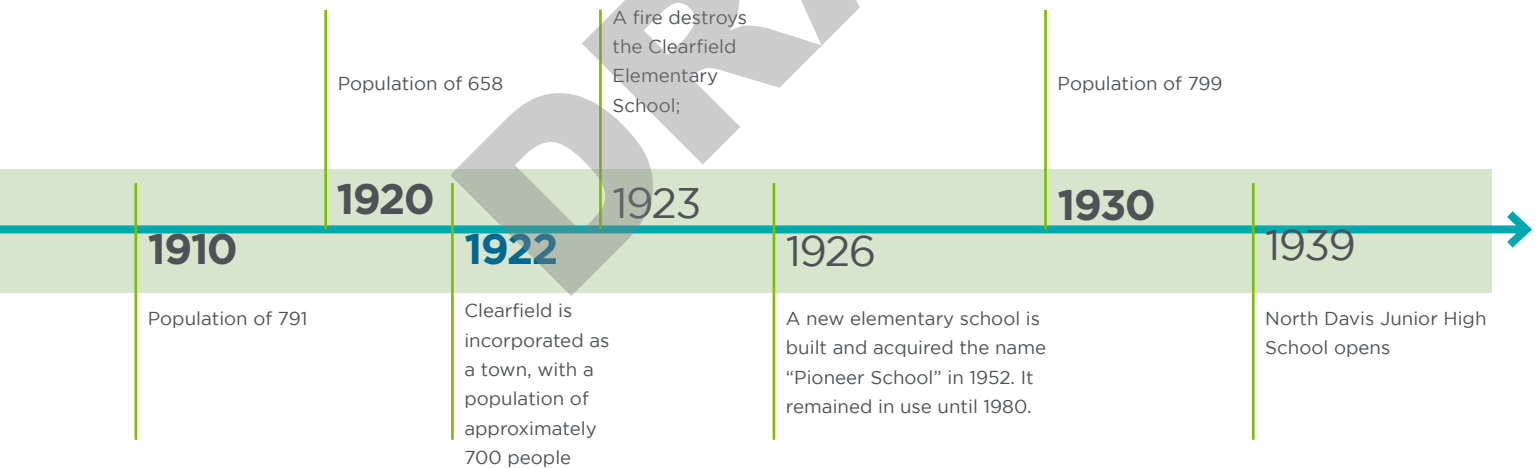 1910
Population of 791
1920
Population of 658
1922
Clearfield is
incorporated as
a town, with a
population of
approximately
700 people
1923
A fire destroys
the Clearfield
Elementary
School;
1926
A new elementary school is
built and acquired the name
“Pioneer School” in 1952. It
remained in use until 1980.
1930
Population of 799
1939
North Davis Junior High
School opens